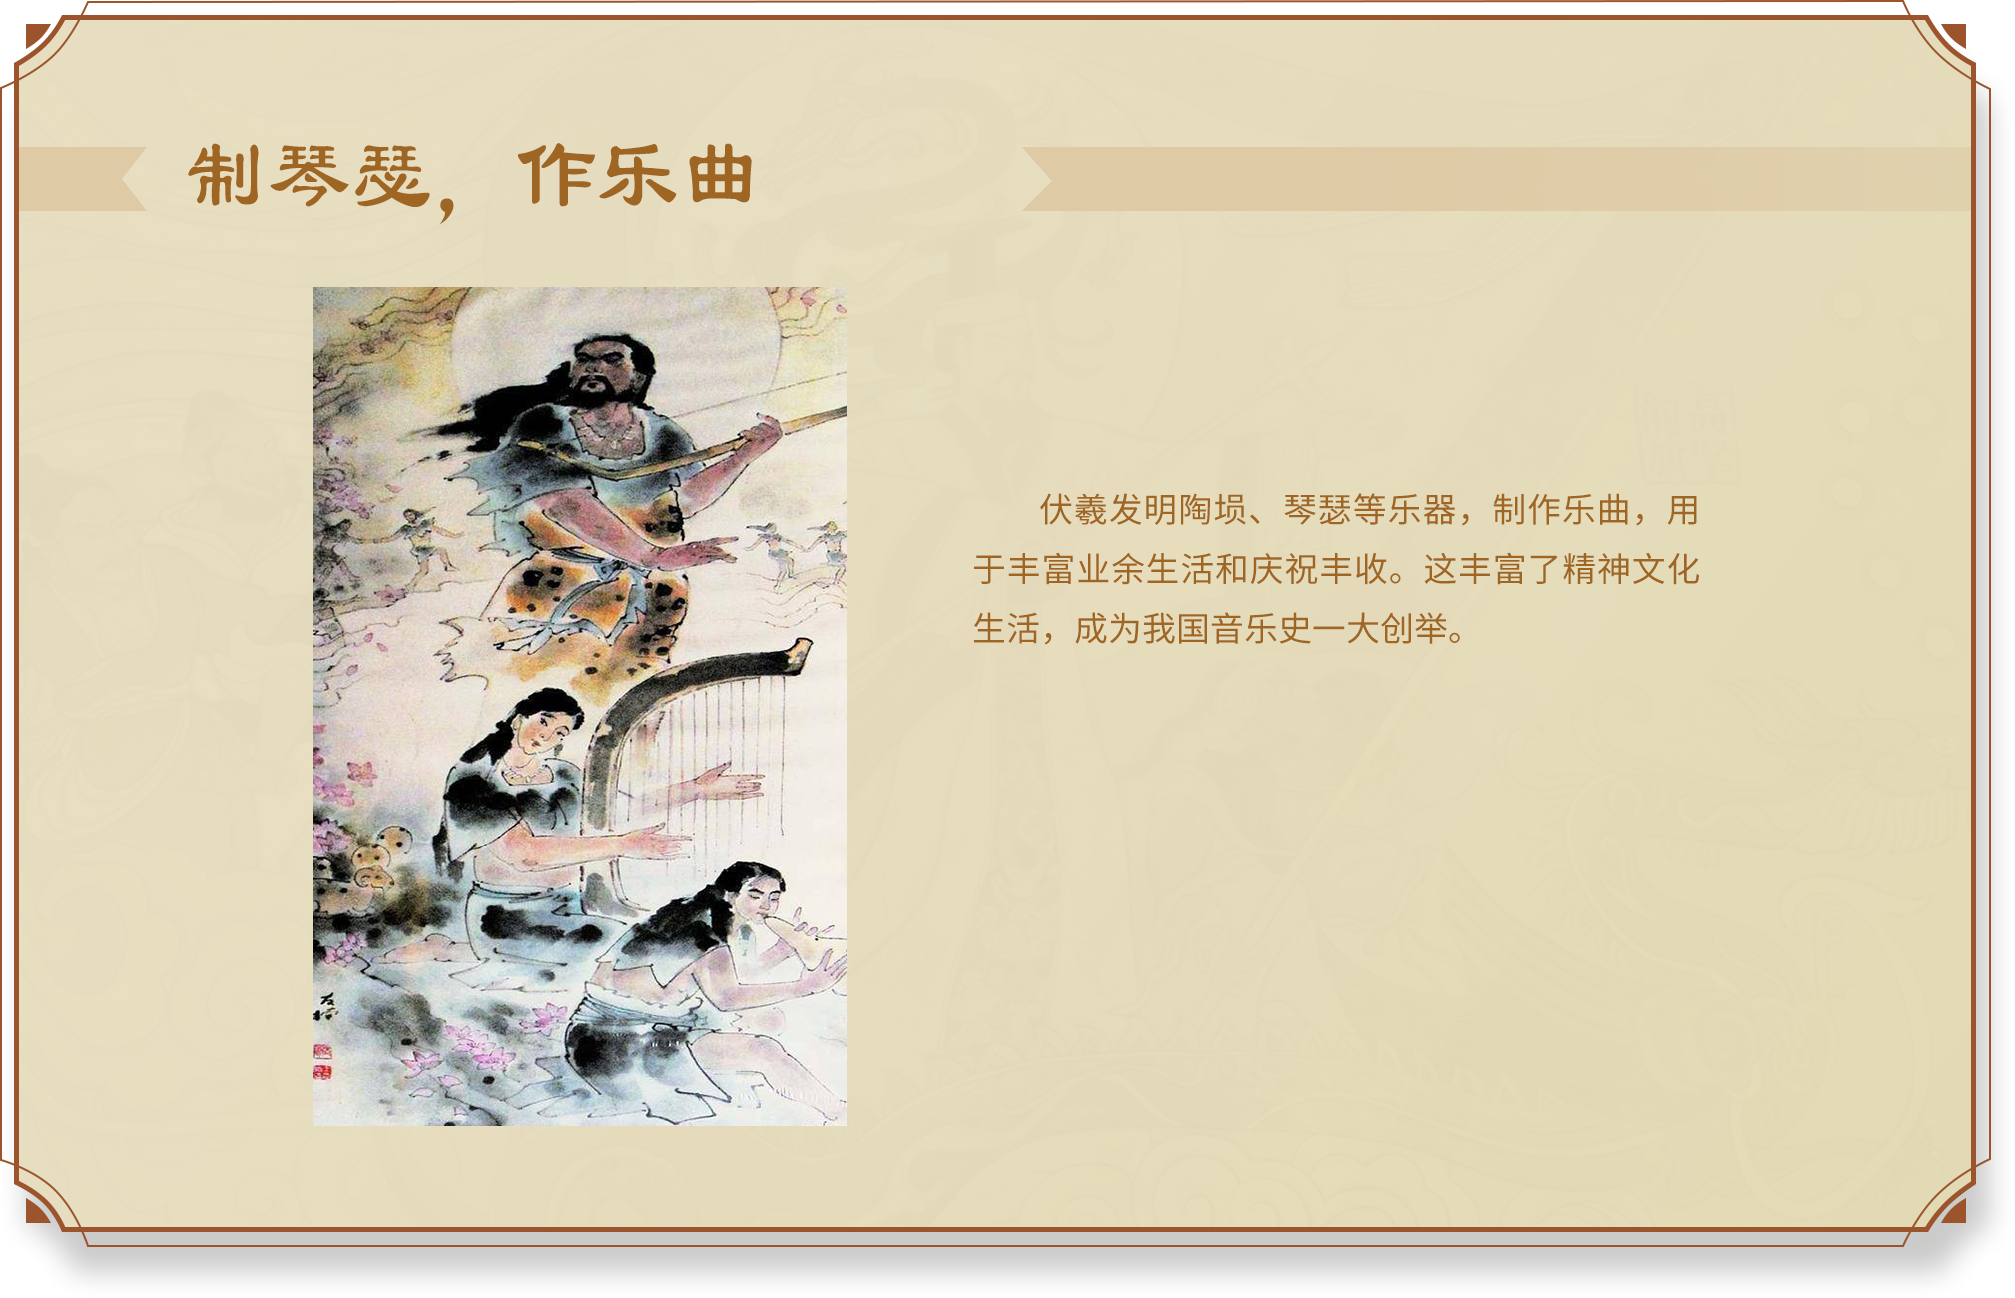 制琴瑟，作乐曲
伏羲发明陶埙、琴瑟等乐器，制作乐曲，用
于丰富业余生活和庆祝丰收。这丰富了精神文化
生活，成为我国音乐史一大创举。